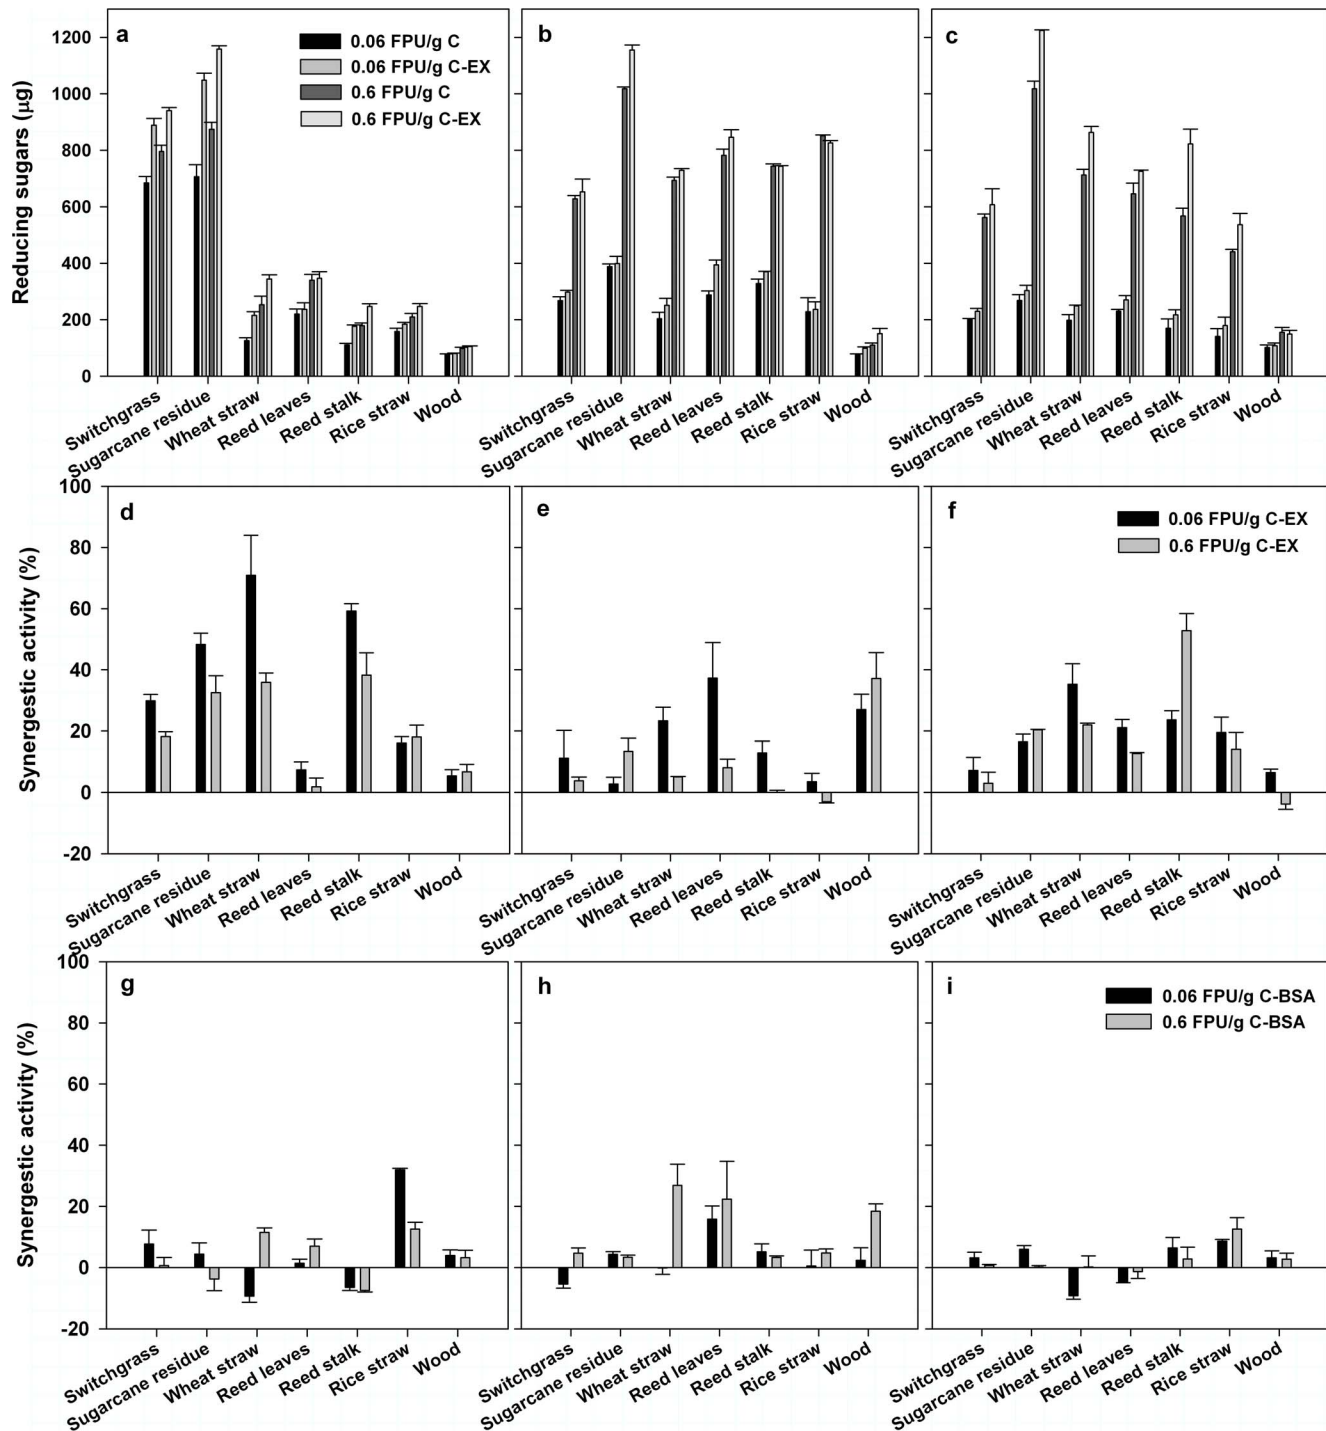 a
0.06 FPU/g C
0.06 FPU/g C-EX
0.6 FPU/g C
0.6 FPU/g C-EX
b
c
Reducing sugars (µg)
1200
1000
800
600
400
200
0
Switchgrass
Sugarcane residue
Wheat straw
Reed leaves
Reed stalk
Rice straw
Wood
Switchgrass
Sugarcane residue
Wheat straw
Reed leaves
Reed stalk
Rice straw
Wood
Switchgrass
Sugarcane residue
Wheat straw
Reed leaves
Reed stalk
Rice straw
Wood
d
e
f
0.06 FPU/g C-EX
0.6 FPU/g C-EX
Synergestic activity (%)
100
80
60
40
20
0
-20
Switchgrass
Sugarcane residue
Wheat straw
Reed leaves
Reed stalk
Rice straw
Wood
Switchgrass
Sugarcane residue
Wheat straw
Reed leaves
Reed stalk
Rice straw
Wood
Switchgrass
Sugarcane residue
Wheat straw
Reed leaves
Reed stalk
Rice straw
Wood
g
h
i
0.06 FPU/g C-BSA
0.6 FPU/g C-BSA
Synergestic activity (%)
100
80
60
40
20
0
-20
Switchgrass
Sugarcane residue
Wheat straw
Reed leaves
Reed stalk
Rice straw
Wood
Switchgrass
Sugarcane residue
Wheat straw
Reed leaves
Reed stalk
Rice straw
Wood
Switchgrass
Sugarcane residue
Wheat straw
Reed leaves
Reed stalk
Rice straw
Wood